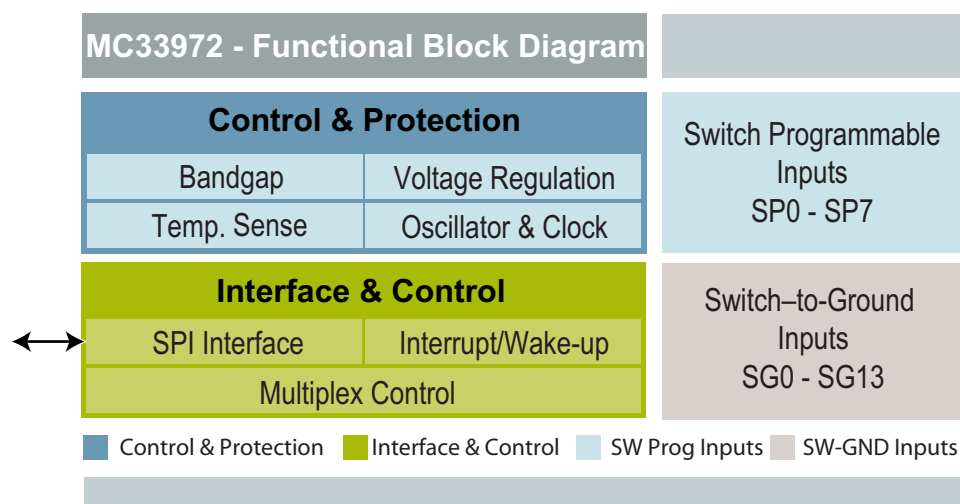 MC33972 - Functional Block Diagram
Control & Protection
Bandgap
Voltage Regulation
Temp. Sense
Oscillator & Clock
Switch Programmable
Inputs
SP0 - SP7
Interface & Control
SPI Interface
Interrupt/Wake-up
Multiplex Control
Switch–to-Ground
Inputs
SG0 - SG13
Control & Protection
Interface & Control
SW Prog Inputs
SW-GND Inputs